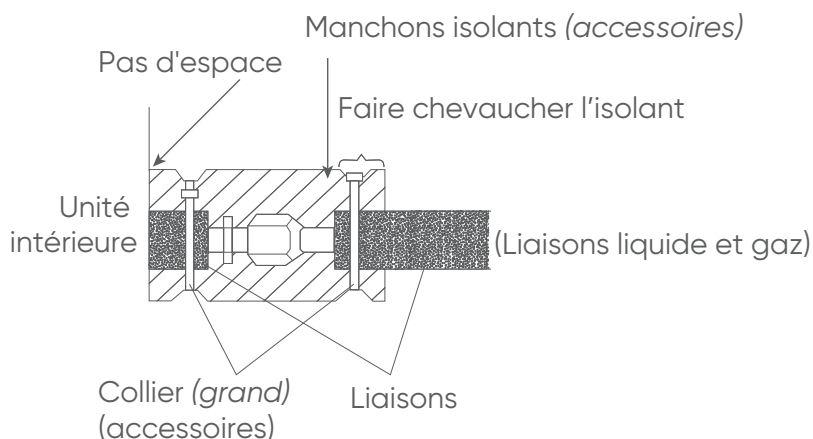 Manchons isolants (accessoires)
Pas d'espace
Faire chevaucher l’isolant
Unité
intérieure
(Liaisons liquide et gaz)
Collier (grand)
(accessoires)
Liaisons